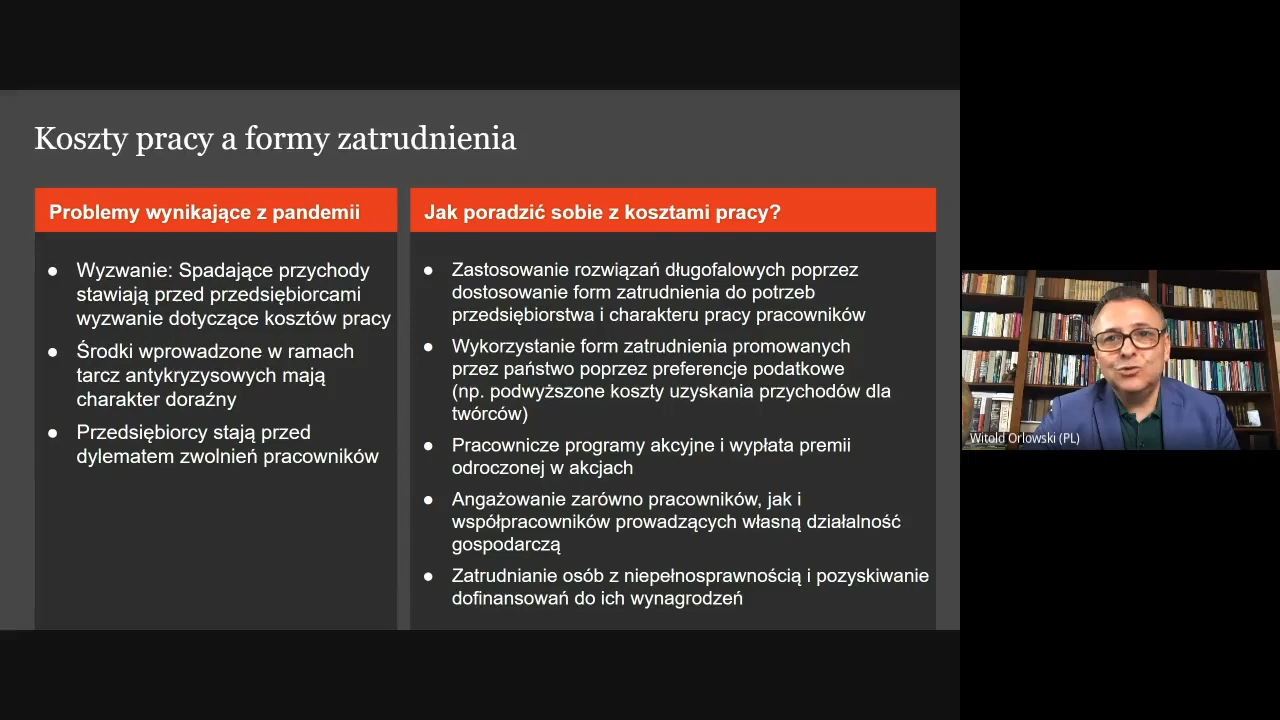 Koszty pracy a formy zatrudnienia
Problemy wynikające z pandemii
● Wyzwanie: Spadające przychody
stawiają przed przedsiębiorcami
wyzwanie dotyczące kosztów pracy
● Środki wprowadzone w ramach
tarcz antykryzysowych mają
charakter doraźny
● Przedsiębiorcy stają przed
dylematem zwolnień pracowników
Jak poradzić sobie z kosztami pracy?
● Zastosowanie rozwiązań długofalowych poprzez
dostosowanie form zatrudnienia do potrzeb
przedsiębiorstwa i charakteru pracy pracowników
● Wykorzystanie form zatrudnienia promowanych
przez państwo poprzez preferencje podatkowe
(np. podwyższone koszty uzyskania przychodów dla
twórców)
● Pracownicze programy akcyjne i wypłata premii
odroczonej w akcjach
● Angażowanie zarówno pracowników, jak i
współpracowników prowadzących własną działalność
gospodarczą
● Zatrudnianie osób z niepełnosprawnością i pozyskiwanie
dofinansowań do ich wynagrodzeń
Witold Orlowski (PL)